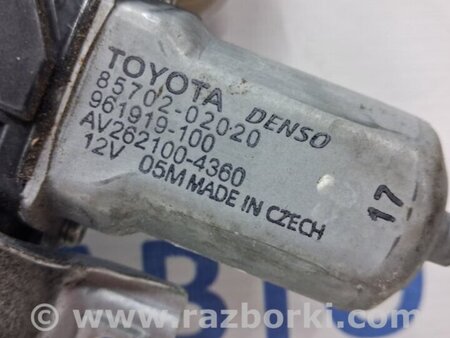 TOYOTA DENSO
85702-02020
961919-100
AV262100-4360
12V 05M MADE IN CZECH
17
© www.razborki.com